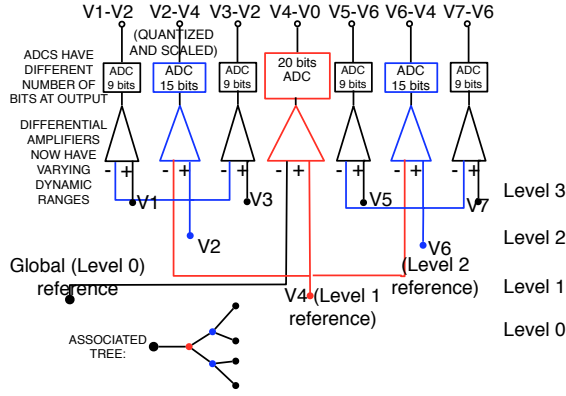 V1-V2 V2-V4 V3-V2 V4-V0 V5-V6 V6-V4 V7-V6
(QUANTIZED
AND SCALED)
ADCS HAVE
DIFFERENT
NUMBER OF
BITS AT OUTPUT
ADC
9 bits
ADC
15 bits
ADC
9 bits
20 bits
ADC
ADC
9 bits
ADC
15 bits
ADC
9 bits
DIFFERENTIAL
AMPLIFIERS
NOW HAVE
VARYING
DYNAMIC
RANGES
- + - + - + - + - + - + - +
V1 V3 V5 V7
Level 3
V2 V6
Level 2
Global (Level 0)
reference
(Level 2
reference)
V4 (Level 1
reference)
Level 1
Level 0
ASSOCIATED
TREE: